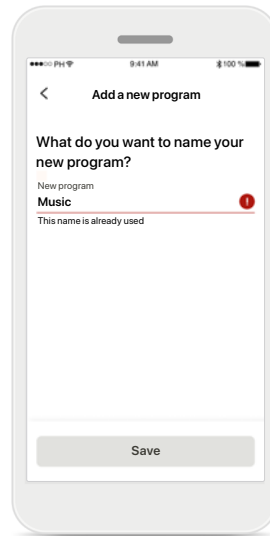 PH 9:41 AM 100 %
Add a new program
What do you want to name your
new program?
New program
Music
!
This name is already used
Save